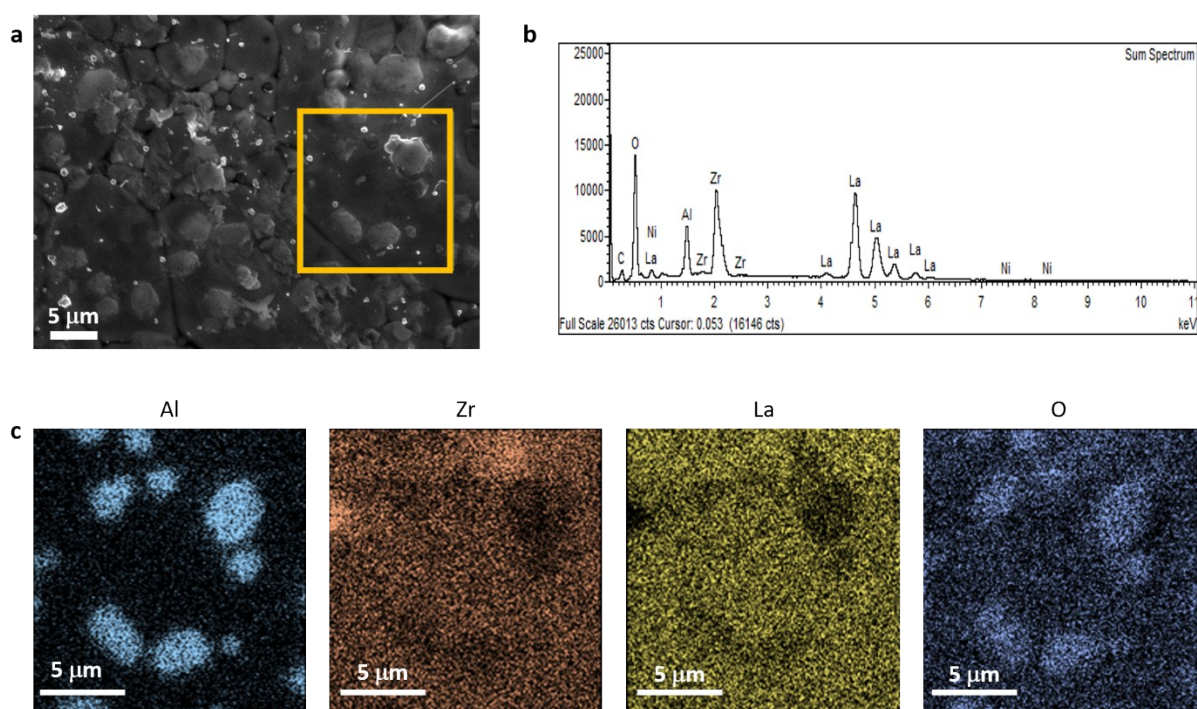 a
5 μm
b
Sum Spectrum
25000
20000
15000
10000
5000
0
C
O
Ni
La
Al
Zr
Zr
Zr
La
La
La
La
La
La
Ni
Ni
1 2 3 4 5 6 7 8 9 10 11
Full Scale 26013 cts Cursor: 0.053 (16146 cts)
keV
c
Al Zr La O
5 μm 5 μm 5 μm 5 μm